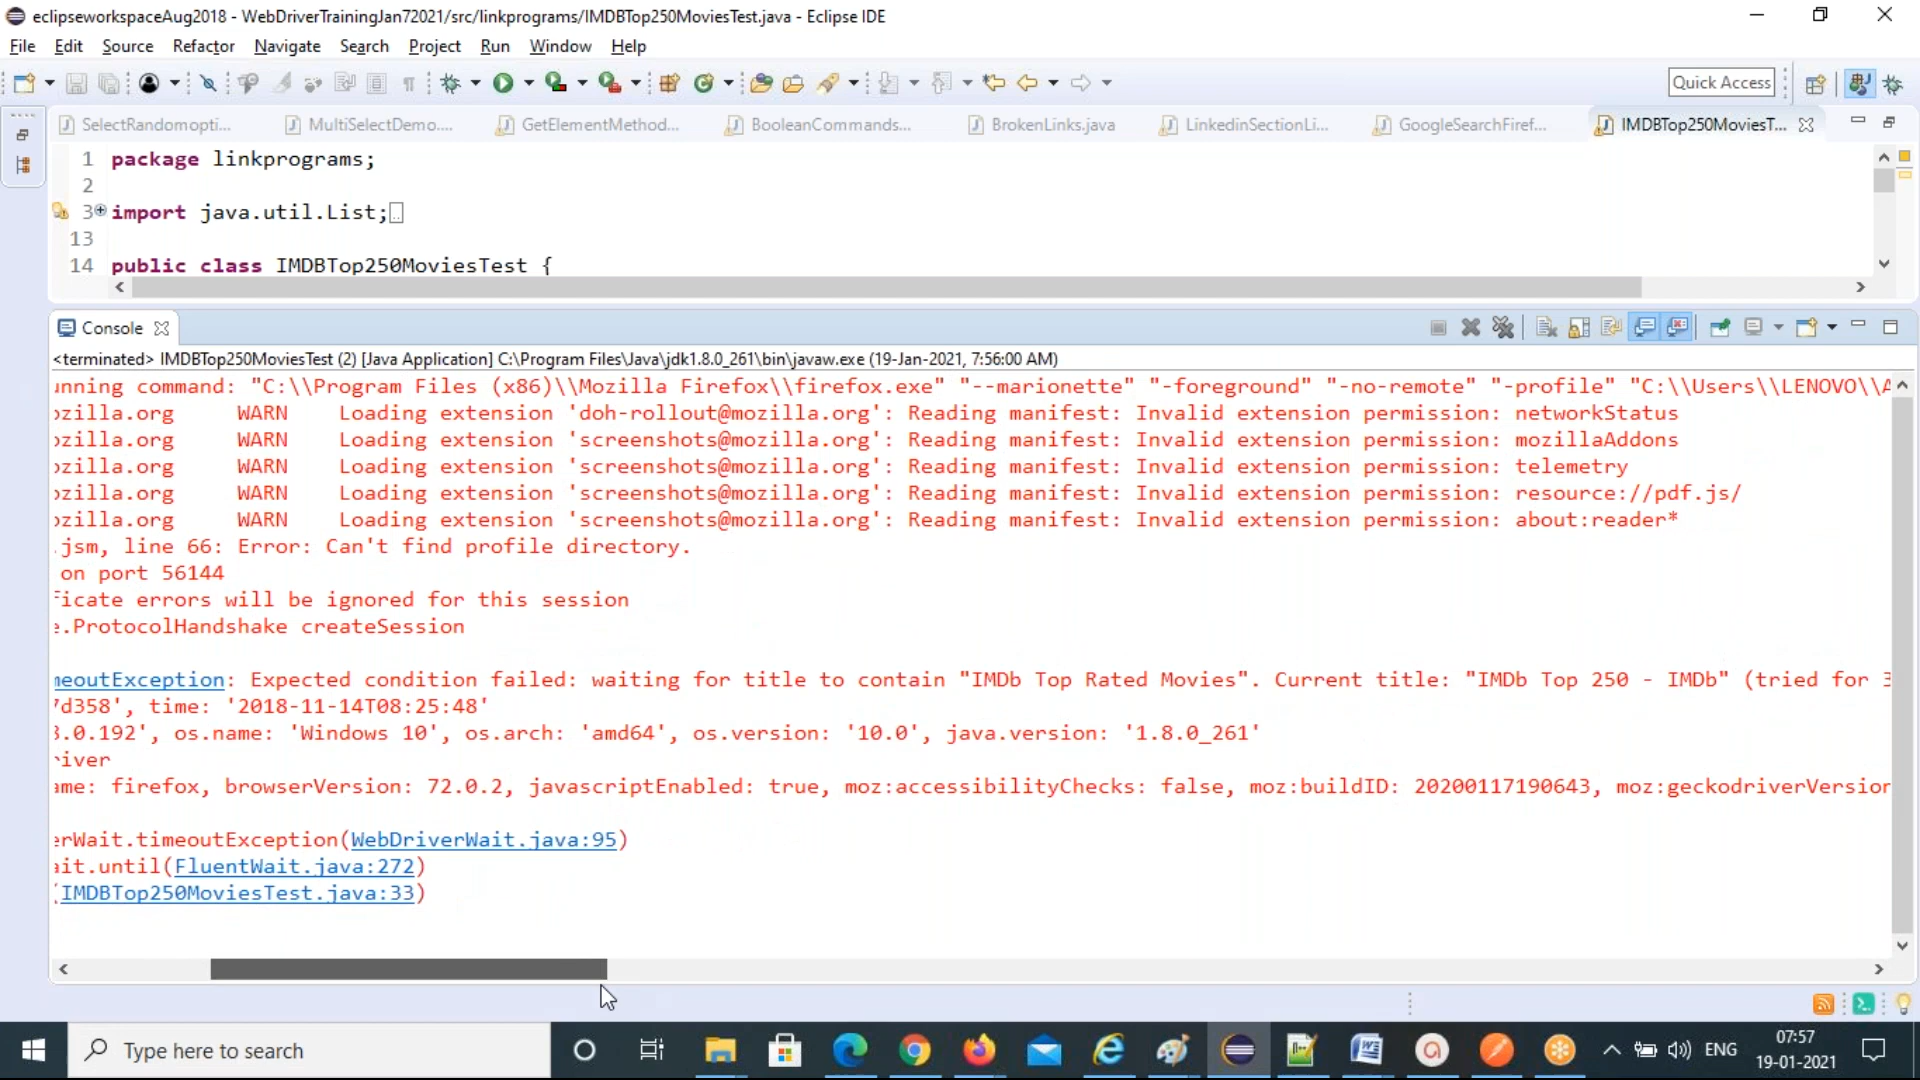 eclipseworkspaceAug2018 - WebDriverTrainingJan72021/src/linkprograms/IMDBTop250MoviesTest.java - Eclipse IDE
File Edit Source Refactor Navigate Search Project Run Window Help
Quick Access
SelectRandomopti... MultiSelectDemo.... GetElementMethod... BooleanCommands... BrokenLinks.java LinkedinSectionLi... GoogleSearchFiref... IMDBTop250MoviesT...
1 package linkprograms;
2
3 import java.util.List;
13
14 public class IMDBTop250MoviesTest {
Console
<terminated> IMDBTop250MoviesTest (2) [Java Application] C:\Program Files\Java\jdk1.8.0_261\bin\javaw.exe (19-Jan-2021, 7:56:00 AM)
unning command: "C:\\Program Files (x86)\\Mozilla Firefox\\firefox.exe" "--marionette" "-foreground" "-no-remote" "-profile" "C:\\Users\\LENOVO\\A
ozilla.org WARN Loading extension 'doh-rollout@mozilla.org': Reading manifest: Invalid extension permission: networkStatus
ozilla.org WARN Loading extension 'screenshots@mozilla.org': Reading manifest: Invalid extension permission: mozillaAddons
ozilla.org WARN Loading extension 'screenshots@mozilla.org': Reading manifest: Invalid extension permission: telemetry
ozilla.org WARN Loading extension 'screenshots@mozilla.org': Reading manifest: Invalid extension permission: resource://pdf.js/
ozilla.org WARN Loading extension 'screenshots@mozilla.org': Reading manifest: Invalid extension permission: about:reader*
.jsm, line 66: Error: Can't find profile directory.
on port 56144
ficate errors will be ignored for this session
e.ProtocolHandshake createSession
meoutException: Expected condition failed: waiting for title to contain "IMDb Top Rated Movies". Current title: "IMDb Top 250 - IMDb" (tried for 3
7d358', time: '2018-11-14T08:25:48'
3.0.192', os.name: 'Windows 10', os.arch: 'amd64', os.version: '10.0', java.version: '1.8.0_261'
river
ame: firefox, browserVersion: 72.0.2, javascriptEnabled: true, moz:accessibilityChecks: false, moz:buildID: 20200117190643, moz:geckodriverVersion
erWait.timeoutException(WebDriverWait.java:95)
ait.until(FluentWait.java:272)
(IMDBTop250MoviesTest.java:33)
Type here to search
ENG
07:57
19-01-2021